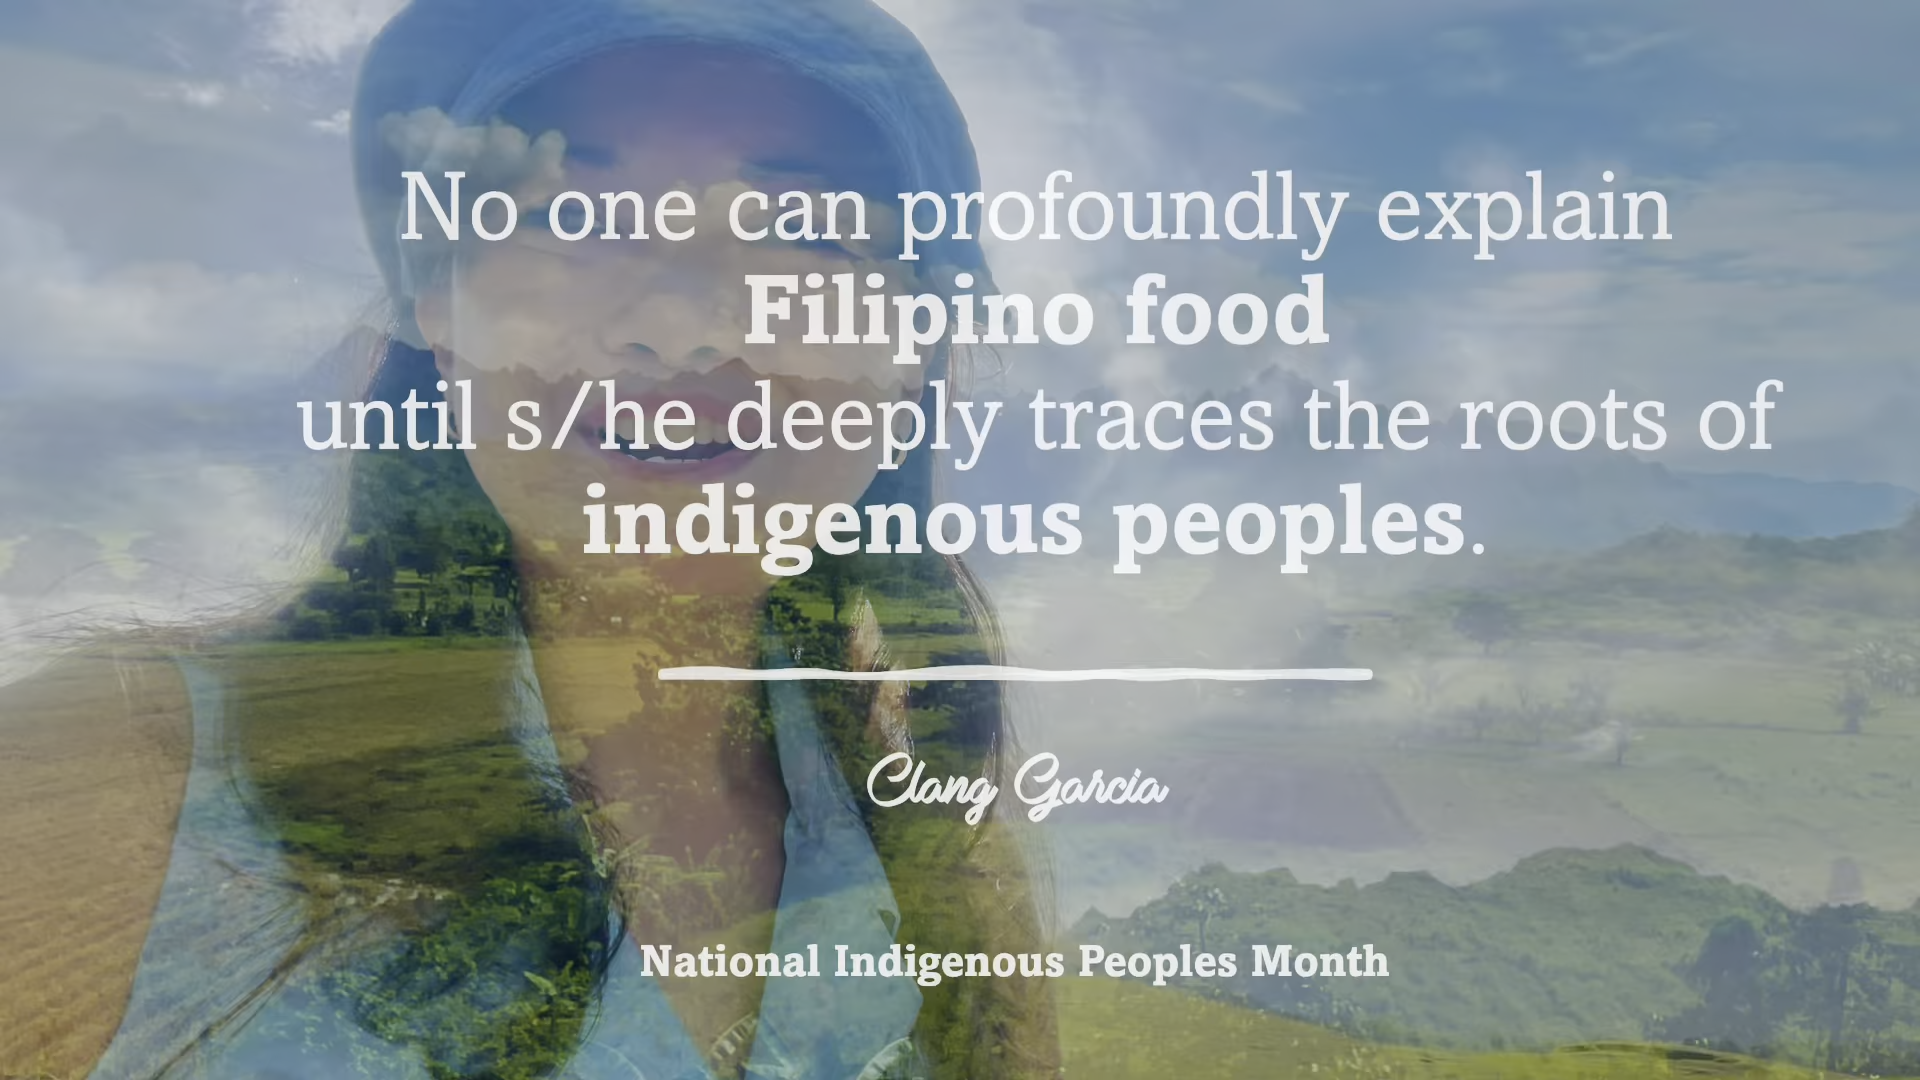 No one can profoundly explain
Filipino food
until s/he deeply traces the roots of
indigenous peoples.
Clang Garcia
National Indigenous Peoples Month